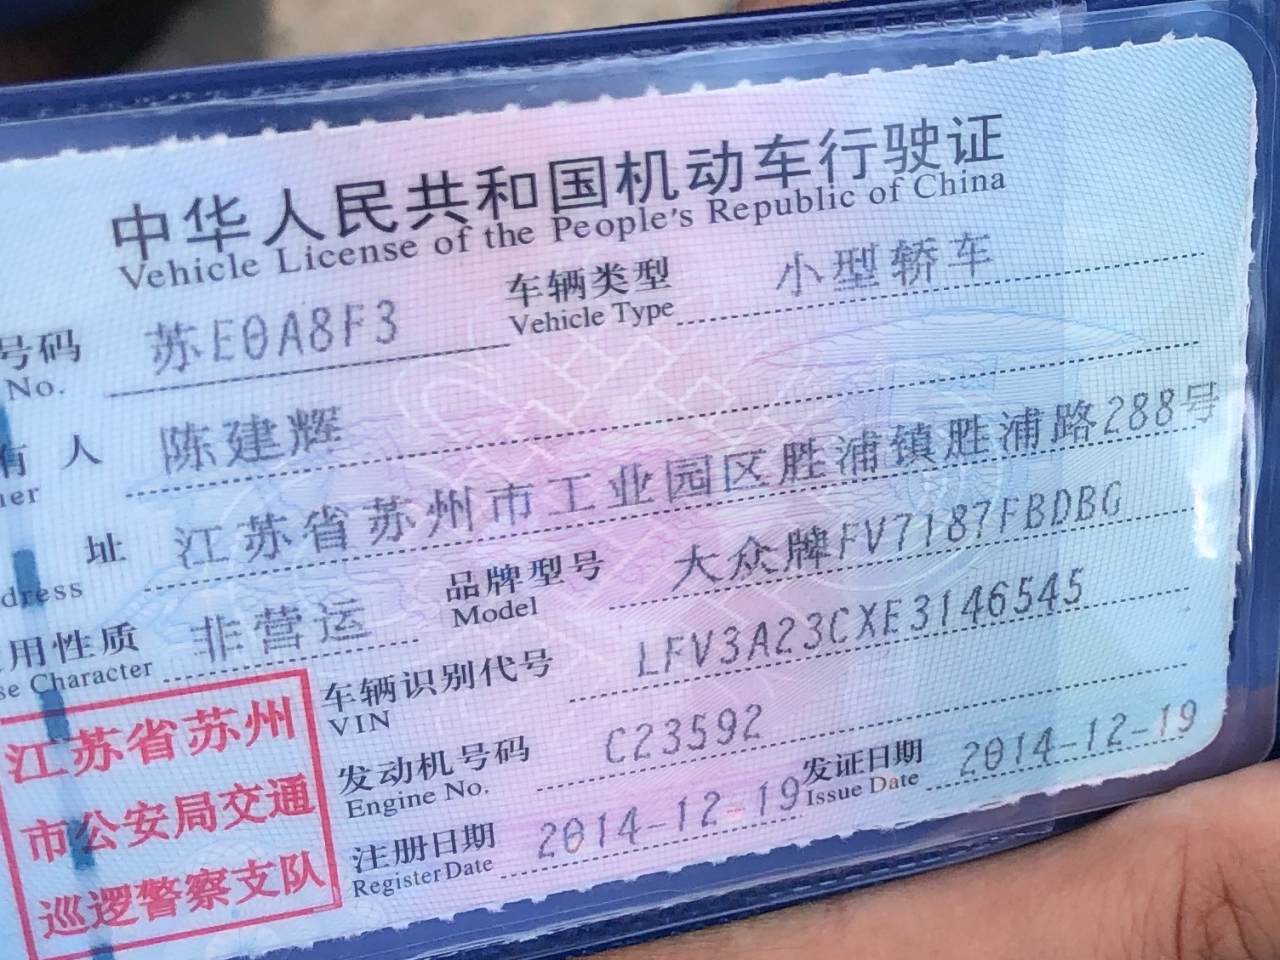 中华人民共和国机动车行驶证
Vehicle License of the People's Republic of China
号码 苏E0A8F3 车辆类型 小型轿车
No. Vehicle Type
有人 陈建辉
ner
址 江苏省苏州市工业园区胜浦镇胜浦路288号
dress
用性质 非营运 品牌型号 大众牌FV7187FBDBG
se Character Model
车辆识别代号 LFV3A23CXE3146545
VIN
发动机号码 C23592
Engine No.
注册日期 2014-12-19 发证日期 2014-12-19
Register Date Issue Date
江苏省苏州
市公安局交通
巡逻警察支队